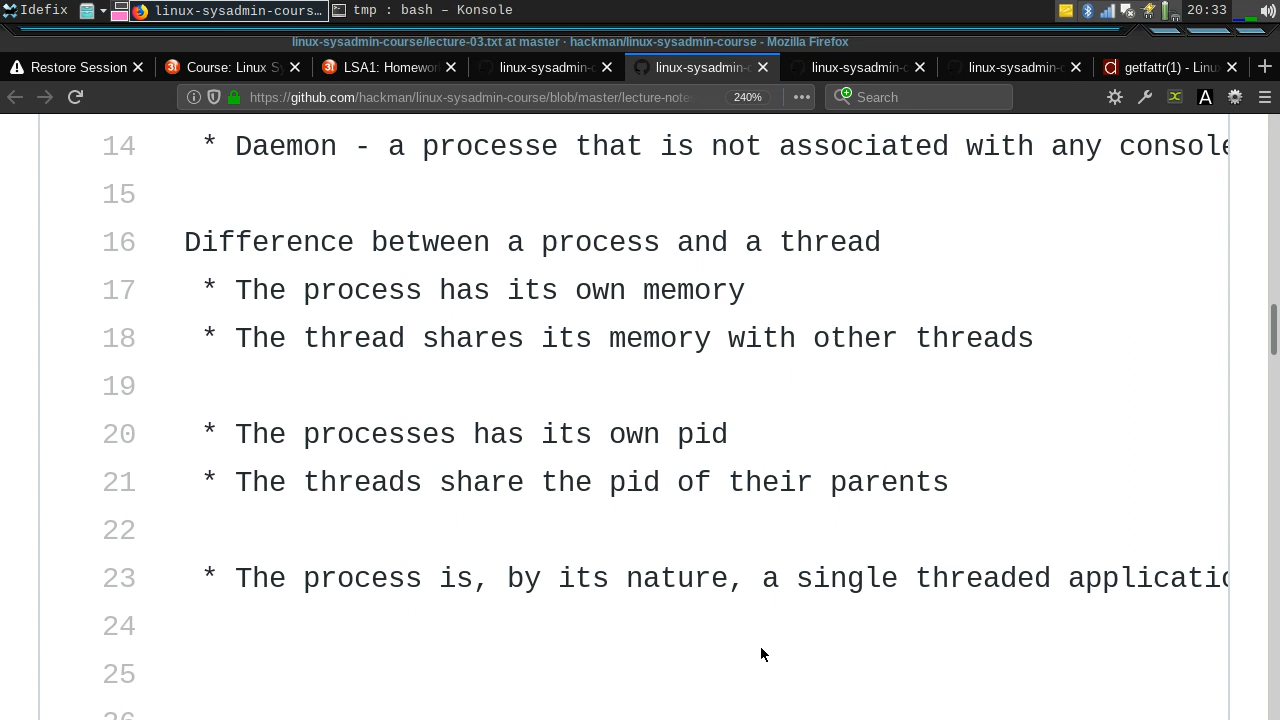 Idefix
linux-sysadmin-cours…
tmp : bash – Konsole
20:33
linux-sysadmin-course/lecture-03.txt at master · hackman/linux-sysadmin-course - Mozilla Firefox
Restore Session
Course: Linux Sy
LSA1: Homewor
linux-sysadmin-c
linux-sysadmin-c
linux-sysadmin-c
linux-sysadmin-c
getfattr(1) - Linu
https://github.com/hackman/linux-sysadmin-course/blob/master/lecture-note
240%
Search
14 * Daemon - a processe that is not associated with any console
15
16 Difference between a process and a thread
17 * The process has its own memory
18 * The thread shares its memory with other threads
19
20 * The processes has its own pid
21 * The threads share the pid of their parents
22
23 * The process is, by its nature, a single threaded applicatio
24
25
26